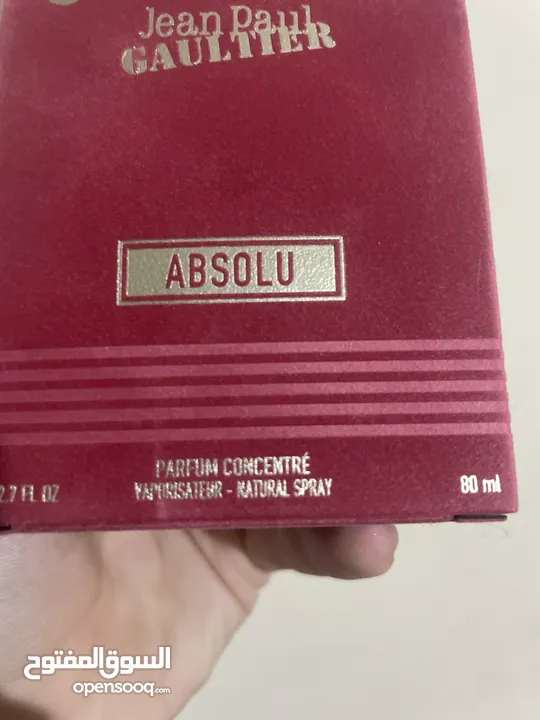 Jean Paul
GAULTIER
ABSOLU
PARFUM CONCENTRÉ
2.7 FL OZ VAPORISATEUR - NATURAL SPRAY 80 ml
السوق المفتوح
opensooq.com